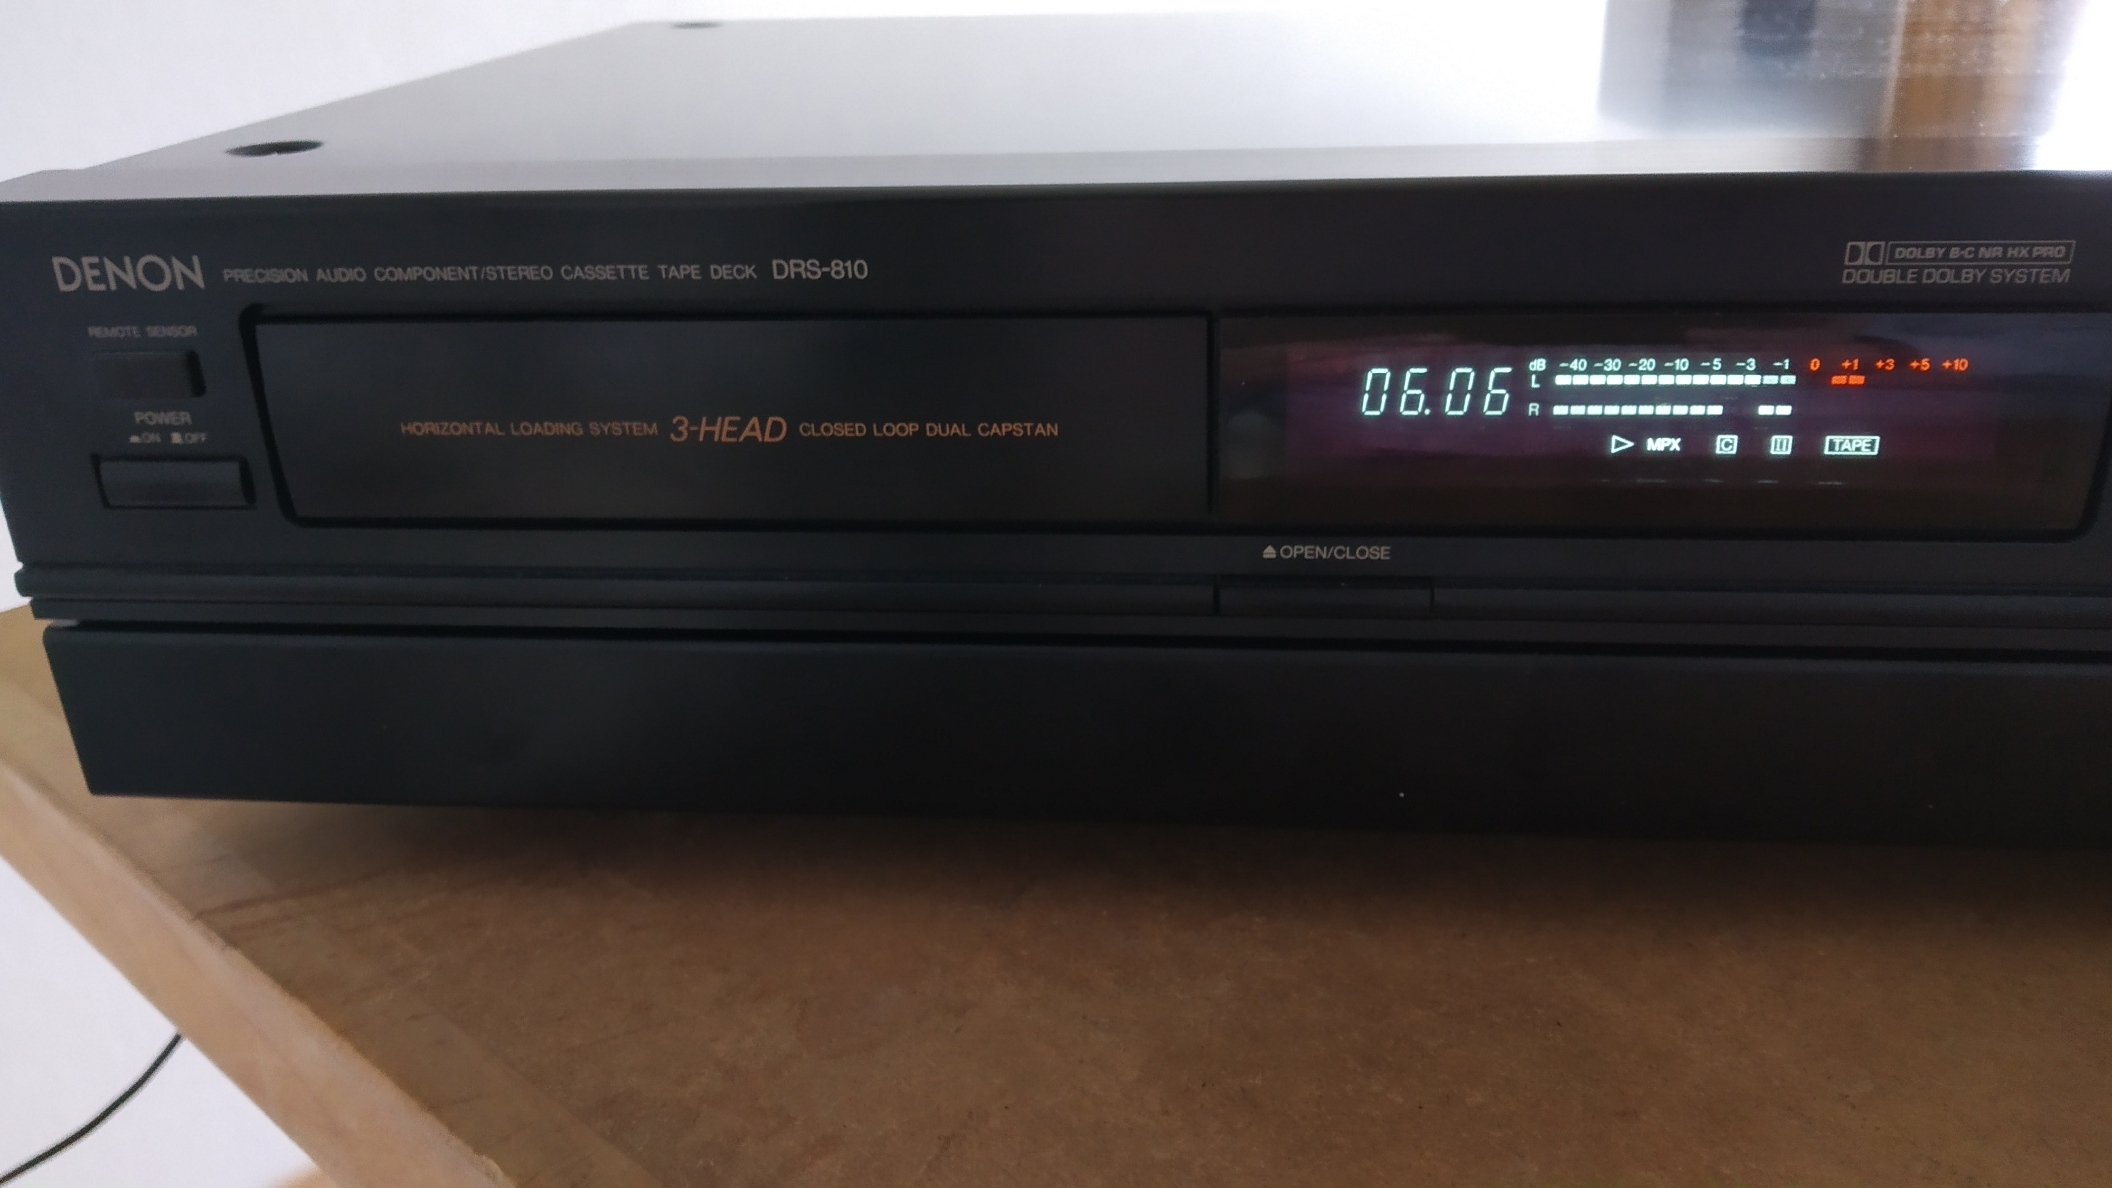 DENON PRECISION AUDIO COMPONENT/STEREO CASSETTE TAPE DECK DRS-810
DOLBY B·C NR HX PRO
DOUBLE DOLBY SYSTEM
REMOTE SENSOR
POWER
ON OFF
HORIZONTAL LOADING SYSTEM 3-HEAD CLOSED LOOP DUAL CAPSTAN
06.06
dB -40 -30 -20 -10 -5 -3 -1 0 +1 +3 +5 +10
L
R
MPX C II TAPE
OPEN/CLOSE